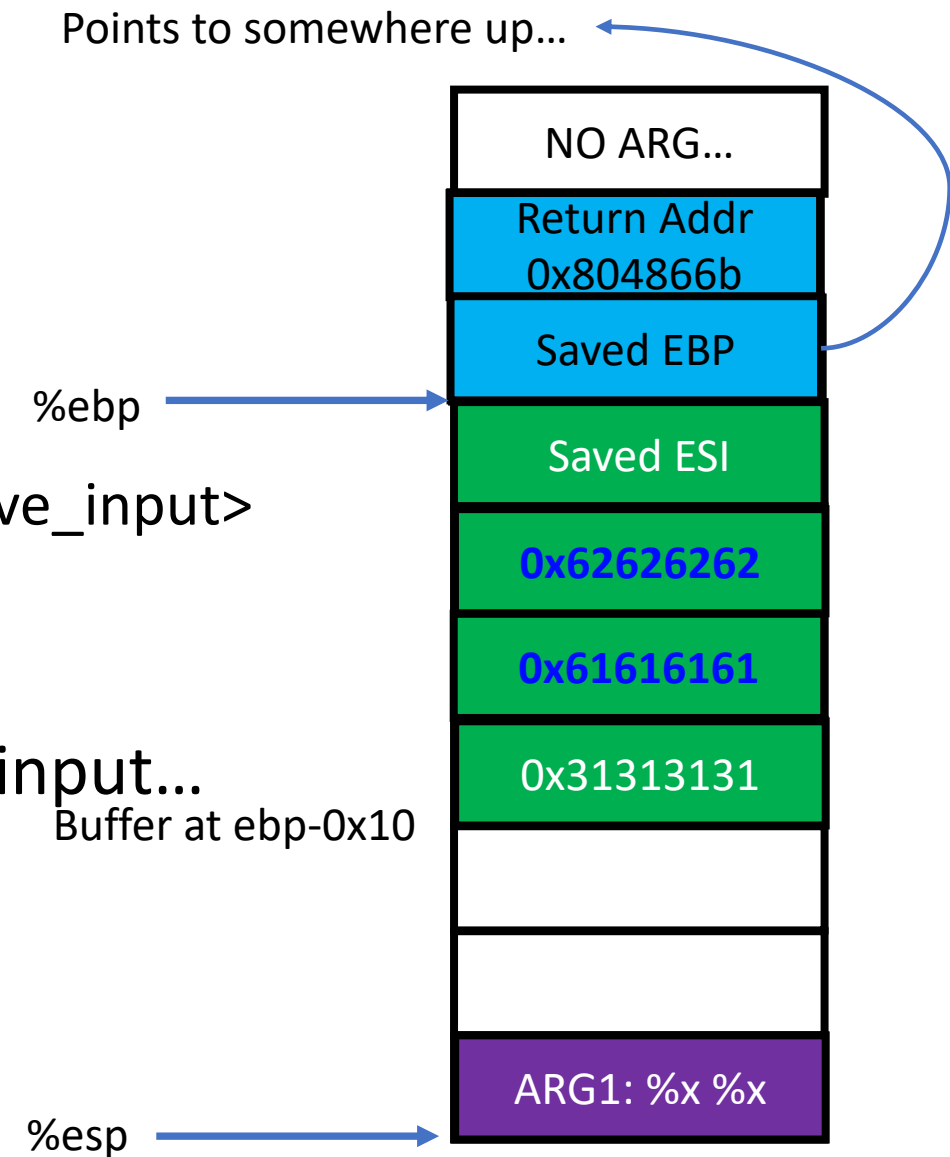 Points to somewhere up…
NO ARG…
Return Addr
0x804866b
Saved EBP
%ebp
Saved ESI
ve_input>
0x62626262
0x61616161
input…
0x31313131
Buffer at ebp-0x10
ARG1: %x %x
%esp